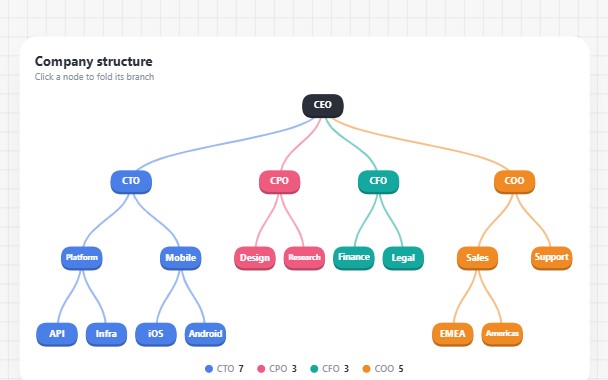 Company structure
Click a node to fold its branch
CEO
CTO CPO CFO COO
Platform Mobile Design Research Finance Legal Sales Support
API Infra iOS Android EMEA Americas
CTO 7 CPO 3 CFO 3 COO 5